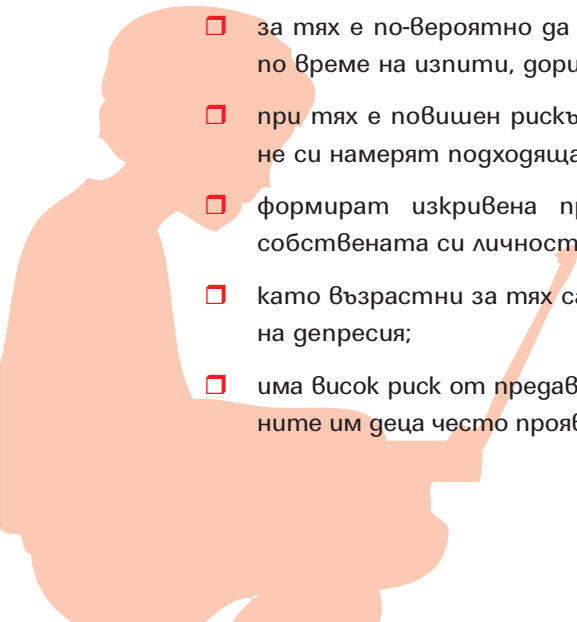 за тях е по-вероятно да
по време на изпити, дори
при тях е повишен рискъ
не си намерят подходяща
формират изкривена пр
собствената си личност
като възрастни за тях са
на депресия;
има висок риск от предав
ните им деца често прояв